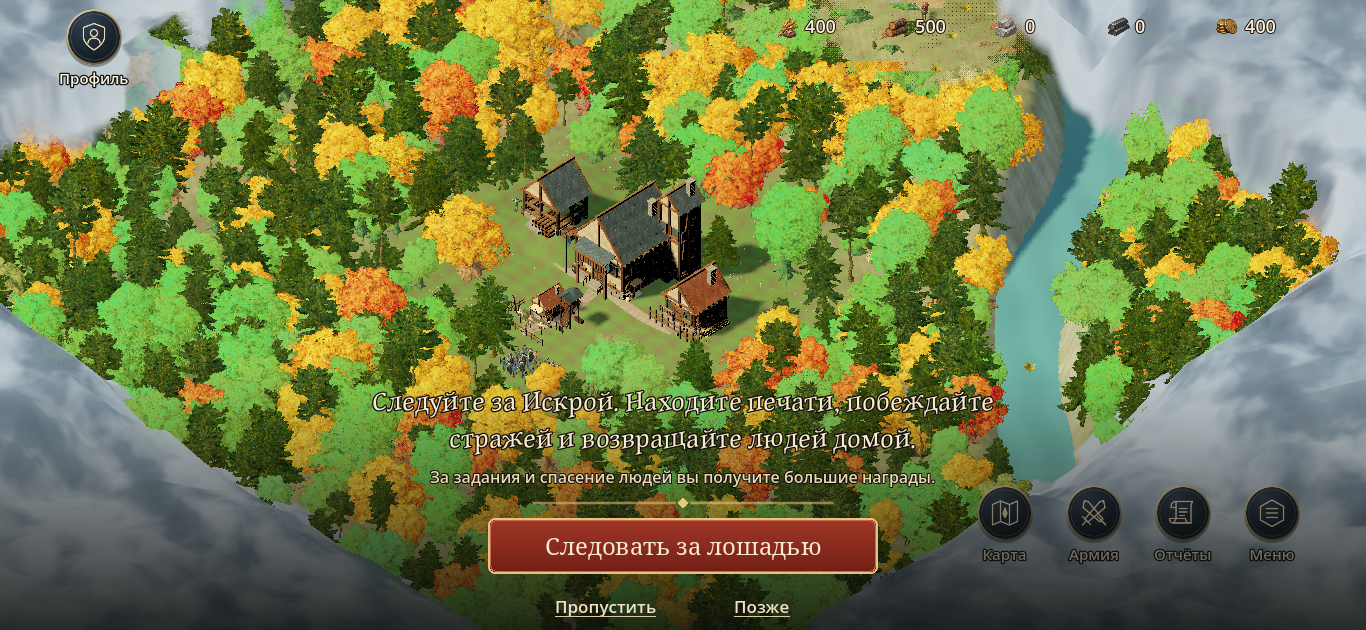 400
500
0
0
400
Профиль
Следуйте за Искрой. Находите печати, побеждайте
стражей и возвращайте людей домой.
За задания и спасение людей вы получите большие награды.
Следовать за лошадью
Карта
Армия
Отчёты
Меню
Пропустить
Позже